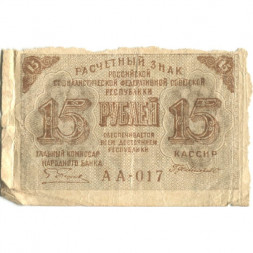 РАСЧЕТНЫЙ ЗНАК
РОССИЙСКОЙ
СОЦИАЛИСТИЧЕСКОЙ ФЕДЕРАТИВНОЙ СОВЕТСКОЙ
РЕСПУБЛИКИ
15 15
15 РУБЛЕЙ 15
ОБЕСПЕЧИВАЕТСЯ
ВСЕМ ДОСТОЯНИЕМ
РЕСПУБЛИКИ
ГЛАВНЫЙ КОМИССАР
НАРОДНОГО БАНКА
КАССИР
АА-017